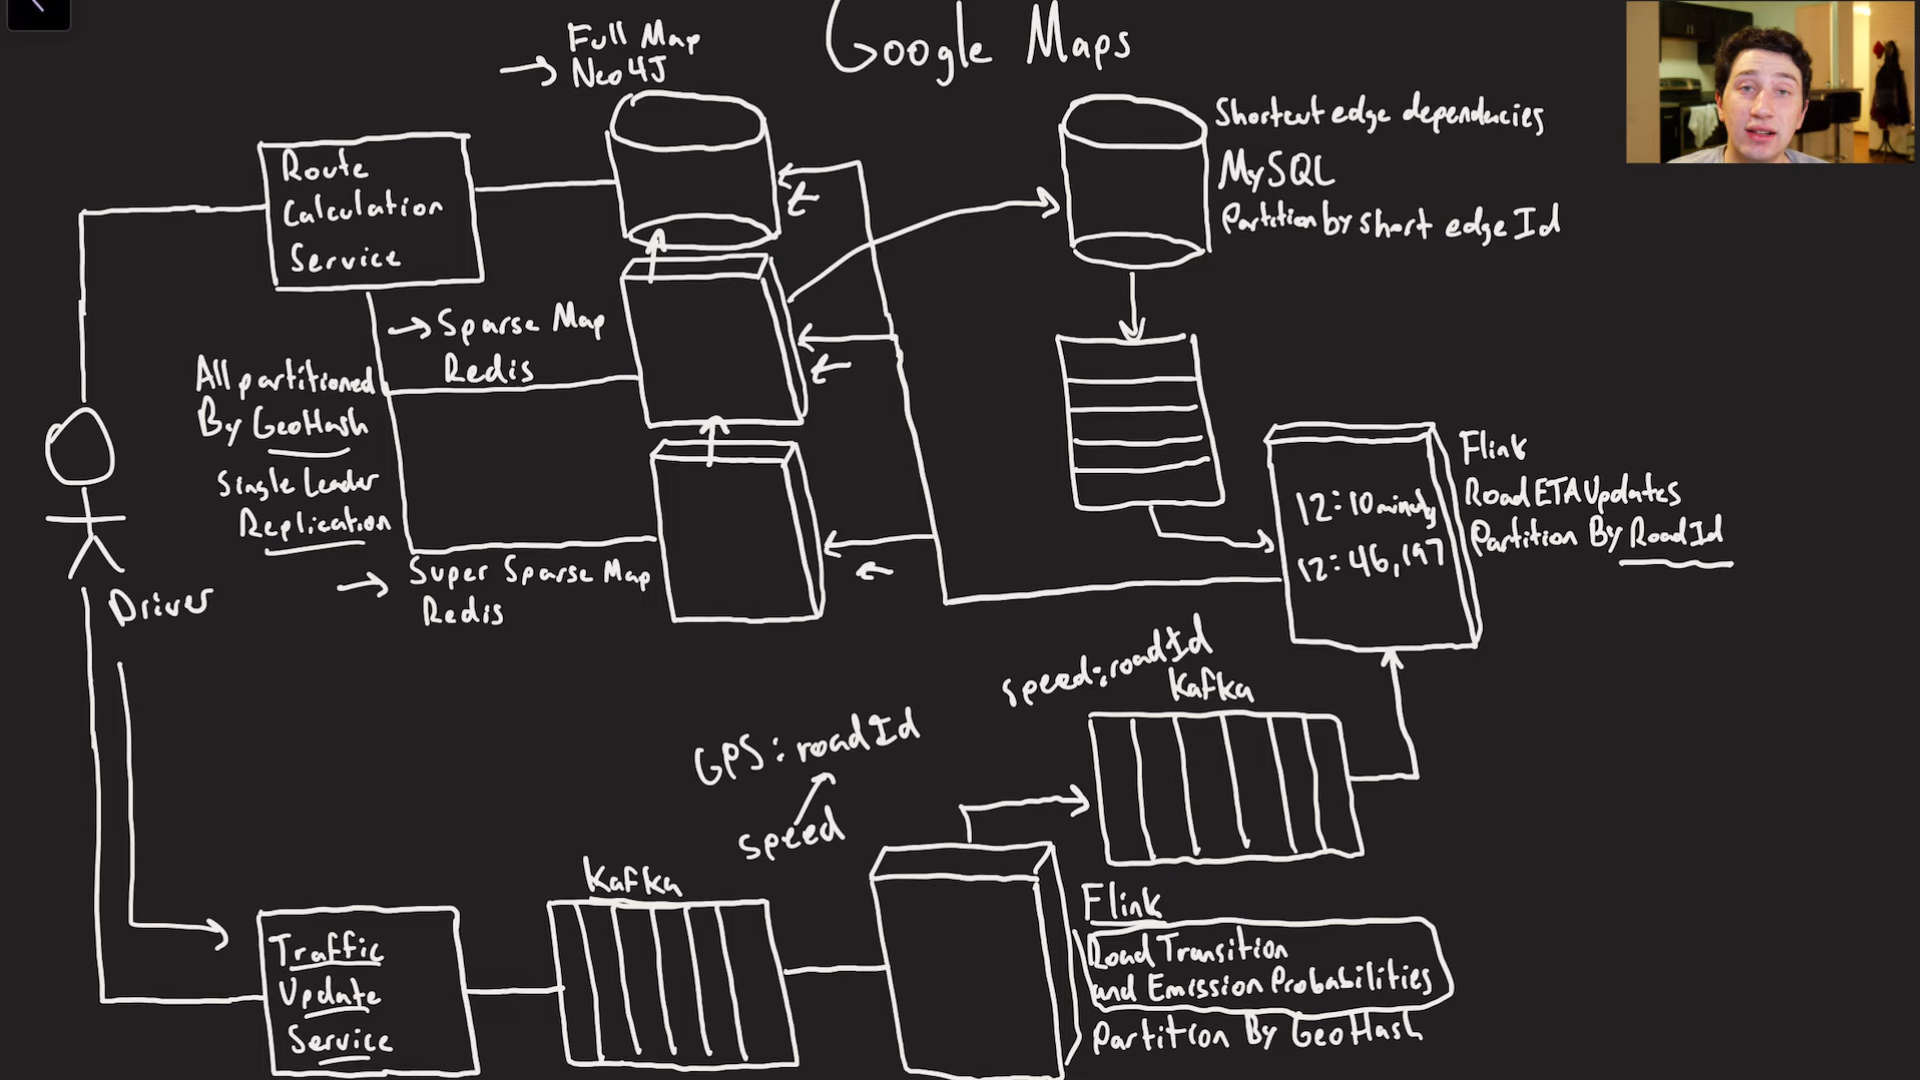 Google Maps
Full Map
Neo4J
Shortcut edge dependencies
MySQL
Partition by short edge Id
Route
Calculation
Service
Sparse Map
Redis
All partitioned
By GeoHash
Single Leader
Replication
Super Sparse Map
Redis
Driver
Flink
Road ETA Updates
Partition By RoadId
12:10 minuty
12:46,197
speed:roadId
Kafka
GPS:roadId
speed
Kafka
Flink
Road Transition
and Emission Probabilities
Partition By GeoHash
Traffic
Update
Service